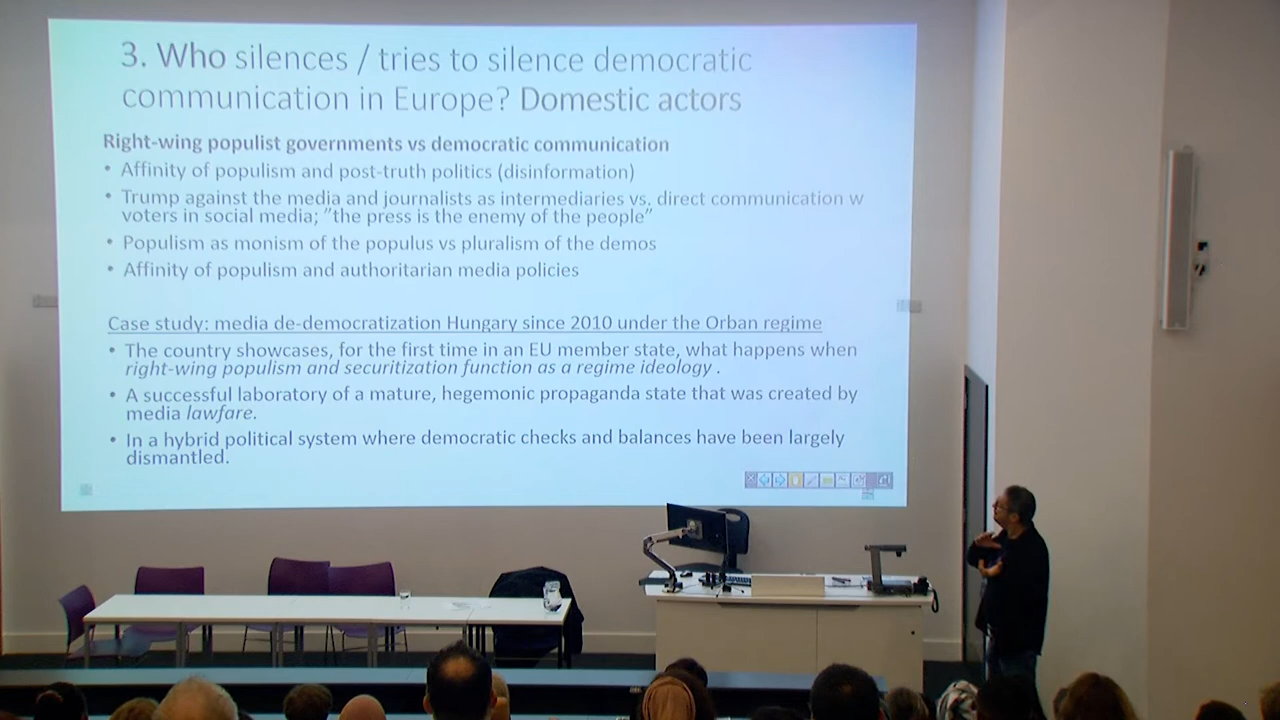 3. Who silences / tries to silence democratic
communication in Europe? Domestic actors
Right-wing populist governments vs democratic communication
• Affinity of populism and post-truth politics (disinformation)
• Trump against the media and journalists as intermediaries vs. direct communication w
voters in social media; ”the press is the enemy of the people”
• Populism as monism of the populus vs pluralism of the demos
• Affinity of populism and authoritarian media policies
Case study: media de-democratization Hungary since 2010 under the Orban regime
• The country showcases, for the first time in an EU member state, what happens when
right-wing populism and securitization function as a regime ideology .
• A successful laboratory of a mature, hegemonic propaganda state that was created by
media lawfare.
• In a hybrid political system where democratic checks and balances have been largely
dismantled.